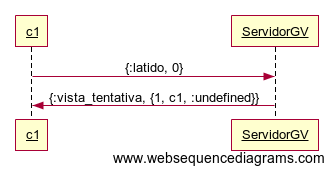 c1
ServidorGV
{:latido, 0}
{:vista_tentativa, {1, c1, :undefined}}
c1
ServidorGV
www.websequencediagrams.com